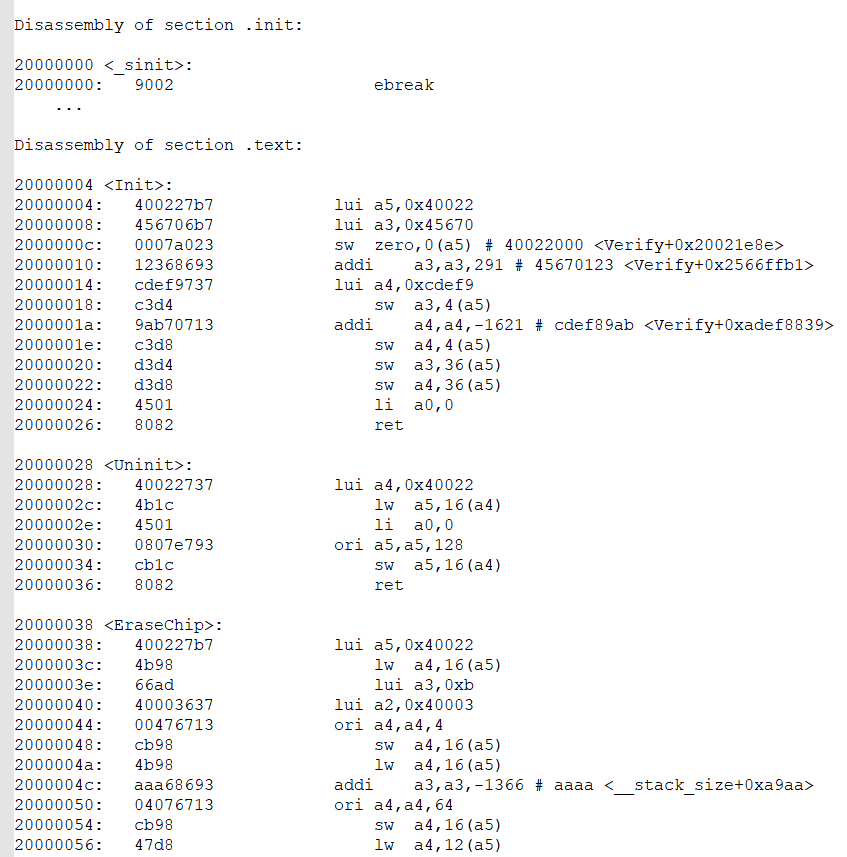 Disassembly of section .init:
20000000 <_sinit>:
20000000: 9002 ebreak
...
Disassembly of section .text:
20000004 <Init>:
20000004: 400227b7 lui a5,0x40022
20000008: 456706b7 lui a3,0x45670
2000000c: 0007a023 sw zero,0(a5) # 40022000 <Verify+0x20021e8e>
20000010: 12368693 addi a3,a3,291 # 45670123 <Verify+0x2566ffb1>
20000014: cdef9737 lui a4,0xcdef9
20000018: c3d4 sw a3,4(a5)
2000001a: 9ab70713 addi a4,a4,-1621 # cdef89ab <Verify+0xadef8839>
2000001e: c3d8 sw a4,4(a5)
20000020: d3d4 sw a3,36(a5)
20000022: d3d8 sw a4,36(a5)
20000024: 4501 li a0,0
20000026: 8082 ret
20000028 <Uninit>:
20000028: 40022737 lui a4,0x40022
2000002c: 4b1c lw a5,16(a4)
2000002e: 4501 li a0,0
20000030: 0807e793 ori a5,a5,128
20000034: cb1c sw a5,16(a4)
20000036: 8082 ret
20000038 <EraseChip>:
20000038: 400227b7 lui a5,0x40022
2000003c: 4b98 lw a4,16(a5)
2000003e: 66ad lui a3,0xb
20000040: 40003637 lui a2,0x40003
20000044: 00476713 ori a4,a4,4
20000048: cb98 sw a4,16(a5)
2000004a: 4b98 lw a4,16(a5)
2000004c: aaa68693 addi a3,a3,-1366 # aaaa <__stack_size+0xa9aa>
20000050: 04076713 ori a4,a4,64
20000054: cb98 sw a4,16(a5)
20000056: 47d8 lw a4,12(a5)